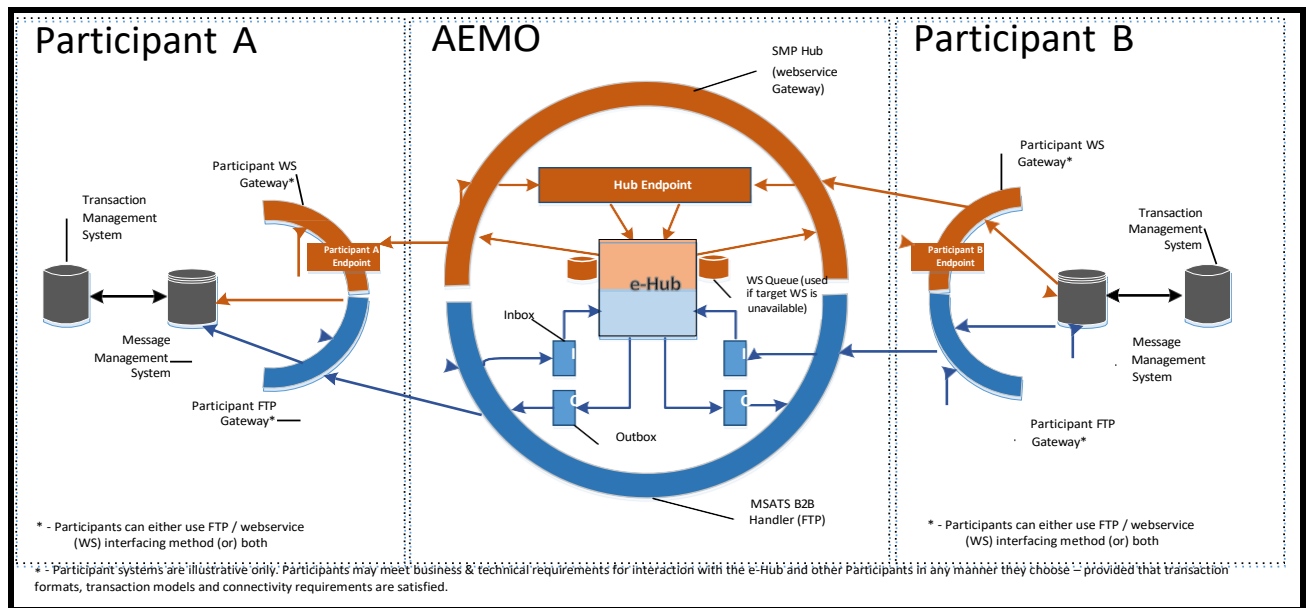 Participant A
AEMO
Participant B
SMP Hub
(webservice
Gateway)
Participant WS
Gateway*
Transaction
Management
System
Participant A
Endpoint
Message
Management
System
Participant FTP
Gateway*
Hub Endpoint
e-Hub
WS Queue (used
if target WS is
unavailable)
Inbox
I
I
O
O
Outbox
MSATS B2B
Handler (FTP)
Participant WS
Gateway*
Transaction
Management
System
Participant B
Endpoint
Message
Management
System
Participant FTP
Gateway*
* - Participants can either use FTP / webservice
(WS) interfacing method (or) both
* - Participants can either use FTP / webservice
(WS) interfacing method (or) both
* - Participant systems are illustrative only. Participants may meet business & technical requirements for interaction with the e-Hub and other Participants in any manner they choose – provided that transaction
formats, transaction models and connectivity requirements are satisfied.